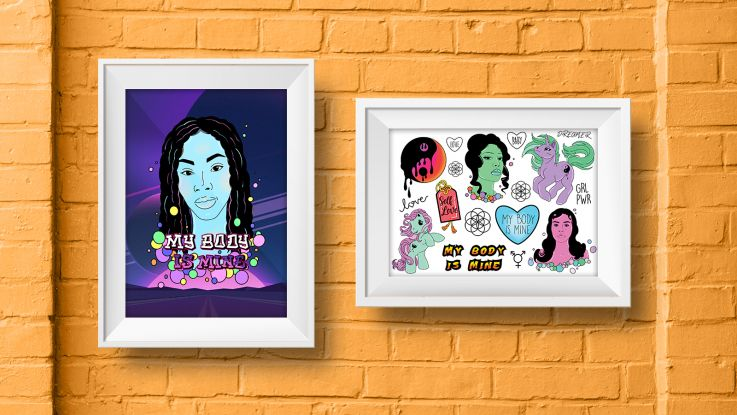 MY BODY
IS MINE
LOVE
BABY
DREAMER
love
Self
Love
GRL
PWR
MY BODY
IS MINE
MY BODY
IS MINE